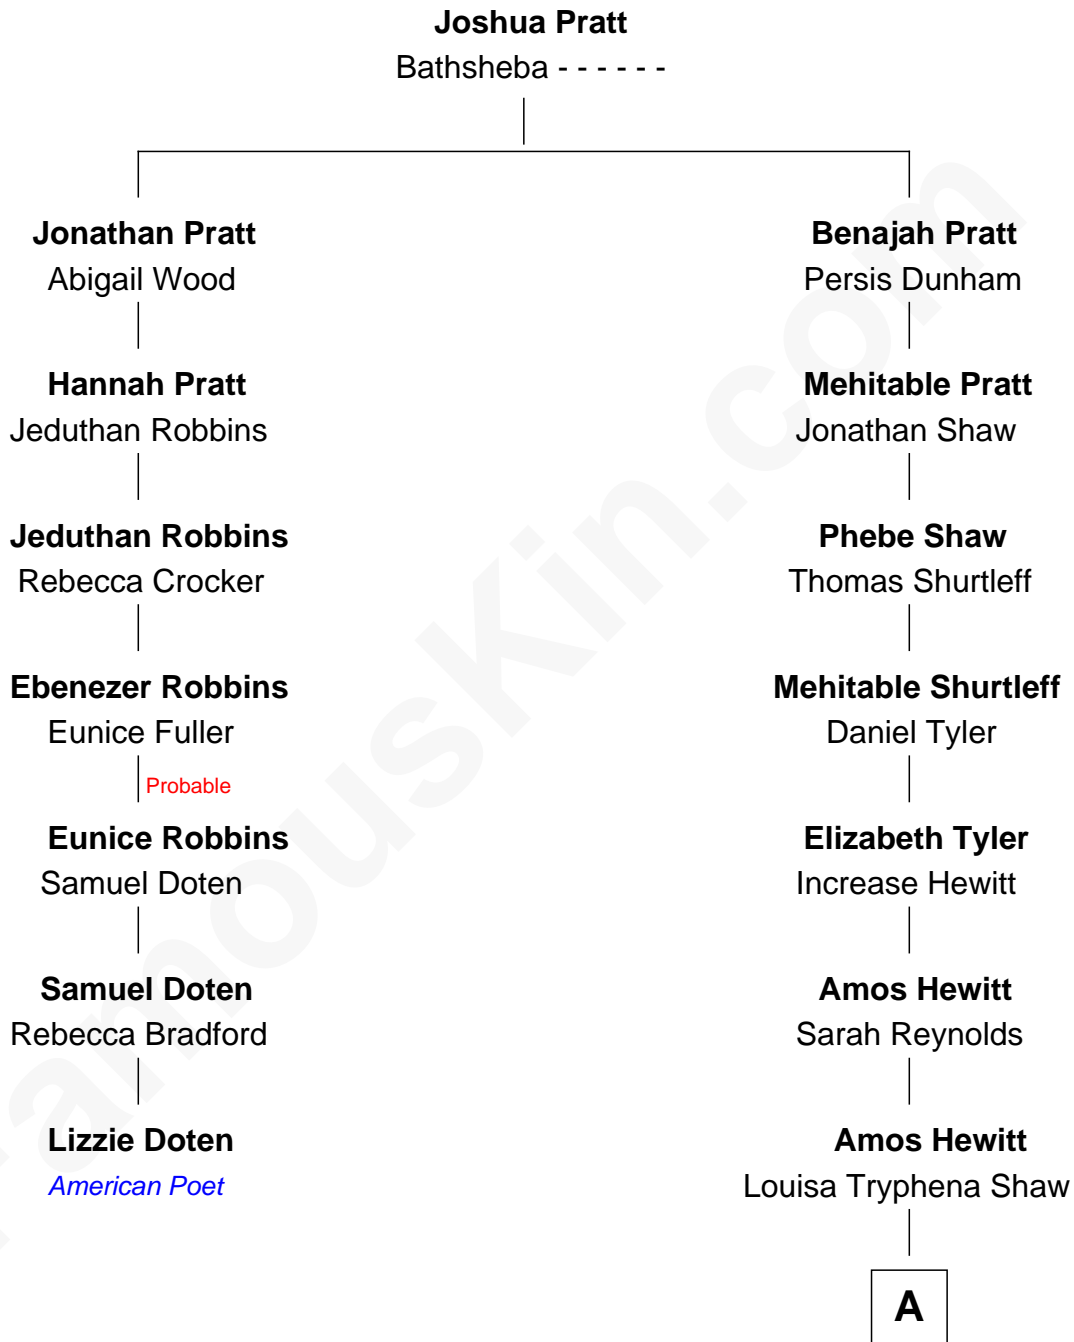 Joshua Pratt
Bathsheba - - - - - -
Jonathan Pratt
Abigail Wood
Hannah Pratt
Jeduthan Robbins
Jeduthan Robbins
Rebecca Crocker
Ebenezer Robbins
Eunice Fuller
Probable
Eunice Robbins
Samuel Doten
Samuel Doten
Rebecca Bradford
Lizzie Doten
American Poet
Benajah Pratt
Persis Dunham
Mehitable Pratt
Jonathan Shaw
Phebe Shaw
Thomas Shurtleff
Mehitable Shurtleff
Daniel Tyler
Elizabeth Tyler
Increase Hewitt
Amos Hewitt
Sarah Reynolds
Amos Hewitt
Louisa Tryphena Shaw
A
FamousKin.com